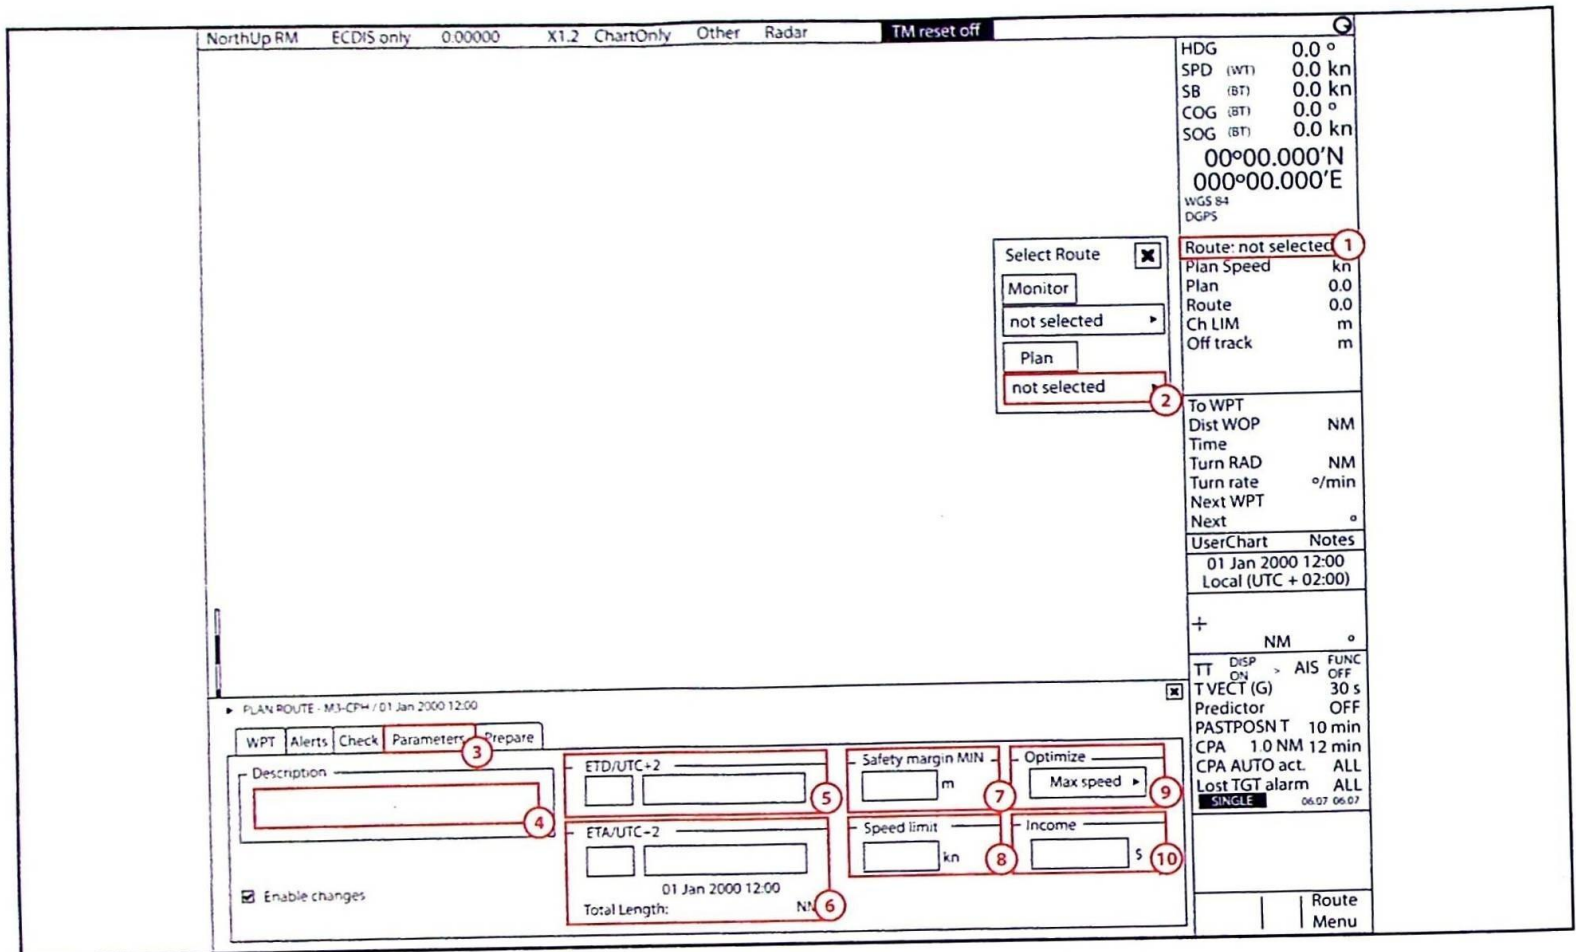 NorthUp RM ECDIS only 0:00000 X1.2 ChartOnly Other Radar TM reset off
HDG 0.0 °
SPD (WT) 0.0 kn
SB (BT) 0.0 kn
COG (BT) 0.0 °
SOG (BT) 0.0 kn
00°00.000'N
000°00.000'E
WGS 84
DGPS
Route: not selected 1
Plan Speed kn
Plan 0.0
Route 0.0
Ch LIM m
Off track m
Select Route
Monitor
not selected
Plan
not selected
2
To WPT
Dist WOP NM
Time
Turn RAD NM
Turn rate °/min
Next WPT
Next °
UserChart Notes
01 Jan 2000 12:00
Local (UTC + 02:00)
NM °
TT DISP ON > AIS FUNC OFF
T VECT (G) 30 s
Predictor OFF
PASTPOSN T 10 min
CPA 1.0 NM 12 min
CPA AUTO act. ALL
Lost TGT alarm ALL
SINGLE 06.07 06.07
Route
Menu
PLAN ROUTE - M3-CPH / 01 Jan 2000 12:00
WPT Alerts Check Parameters 3 Prepare
Description
4
Enable changes
ETD/UTC+2
5
ETA/UTC-2
01 Jan 2000 12:00
Total Length: NM 6
Safety margin MIN
m 7
Optimize
Max speed 9
Speed limit
kn 8
Income
$ 10